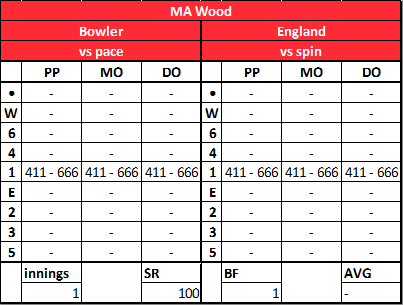 MA Wood
Bowler England
vs pace vs spin
PP MO DO PP MO DO
• - - - • - - -
W - - - W - - -
6 - - - 6 - - -
4 - - - 4 - - -
1 411 - 666 411 - 666 411 - 666 1 411 - 666 411 - 666 411 - 666
E - - - E - - -
2 - - - 2 - - -
3 - - - 3 - - -
5 - - - 5 - - -
innings SR BF AVG
1 100 1 -